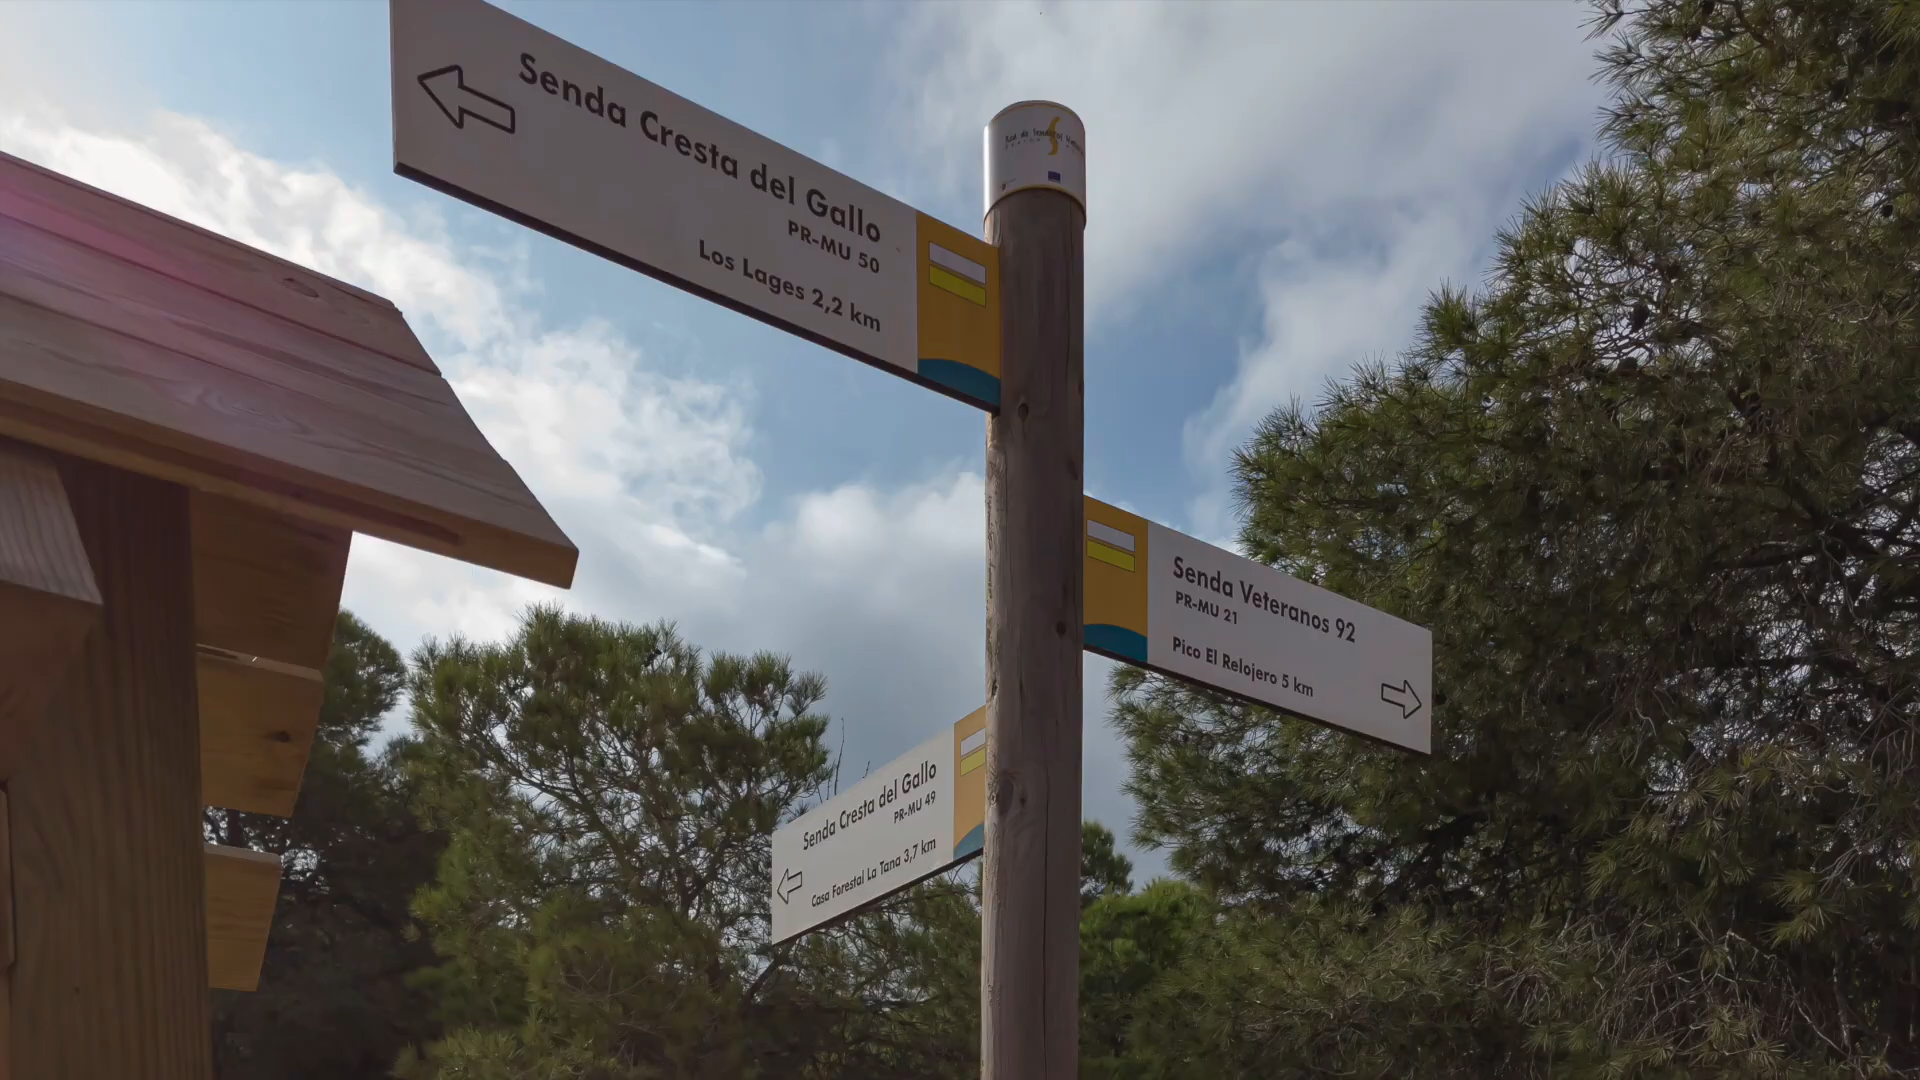 Senda Cresta del Gallo
PR-MU 50
Los Lages 2,2 km
Senda Veteranos 92
PR-MU 21
Pico El Relojero 5 km
Senda Cresta del Gallo
PR-MU 49
Casa Forestal La Tana 3,7 km